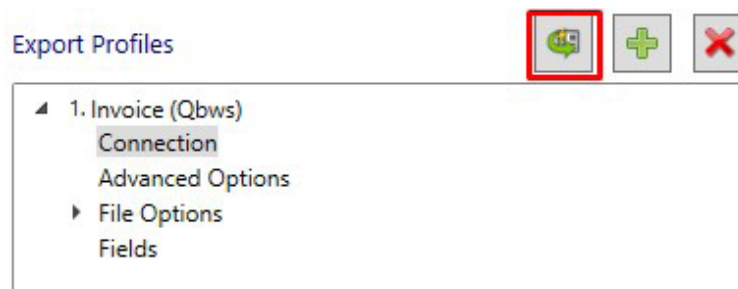 Export Profiles
1. Invoice (Qbws)
Connection
Advanced Options
File Options
Fields